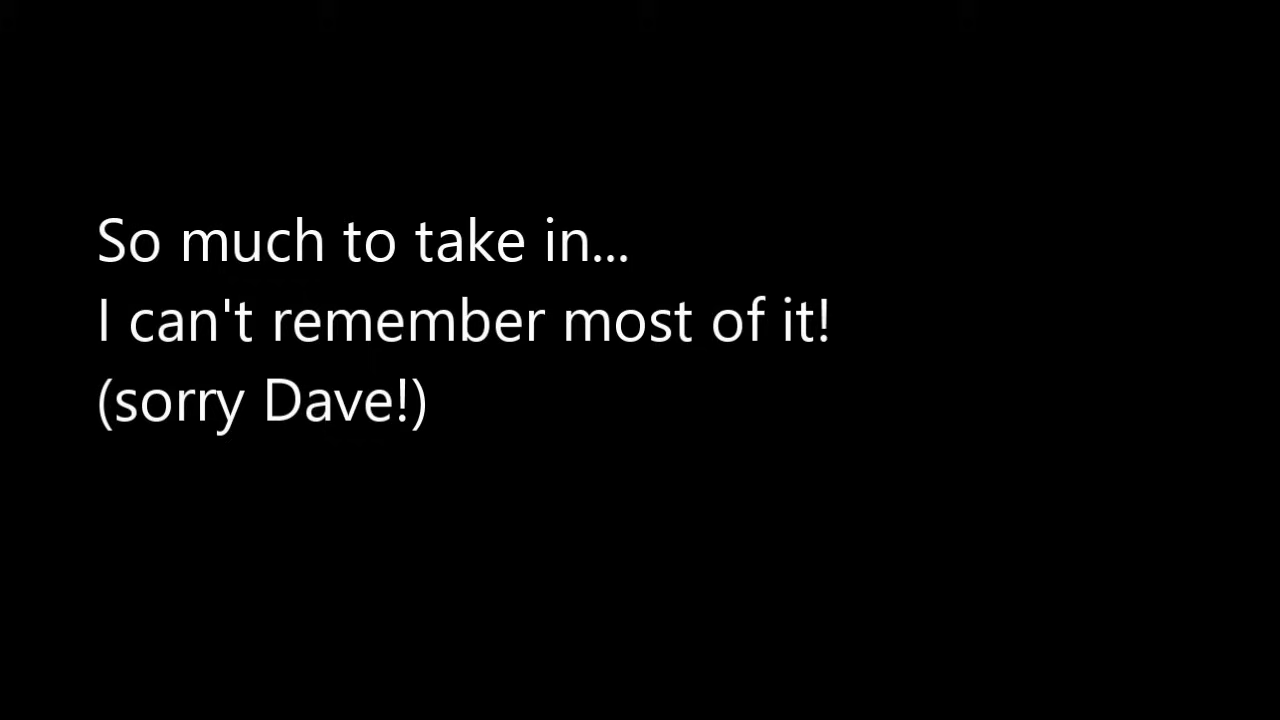 So much to take in...
I can't remember most of it!
(sorry Dave!)